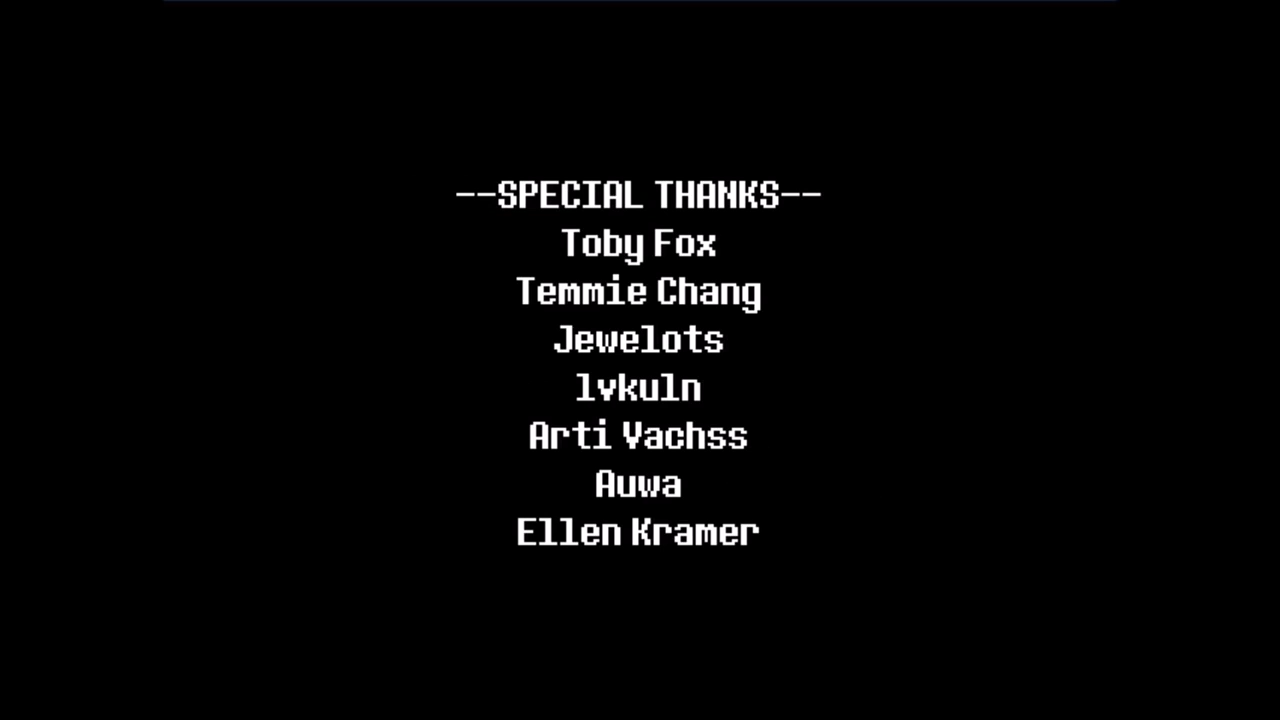 --SPECIAL THANKS--
Toby Fox
Temmie Chang
Jewelots
lvkuln
Arti Vachss
Auwa
Ellen Kramer